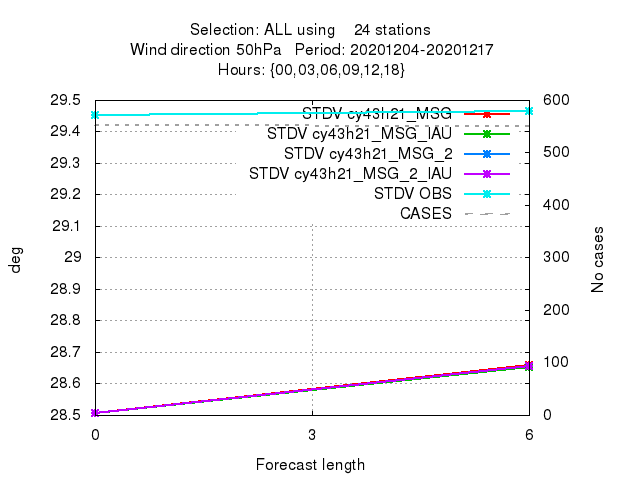 Selection: ALL using 24 stations
Wind direction 50hPa Period: 20201204-20201217
Hours: {00,03,06,09,12,18}
29.5
29.4
29.3
29.2
29.1
29
28.9
28.8
28.7
28.6
28.5
deg
STDV cy43h21_MSG
STDV cy43h21_MSG_IAU
STDV cy43h21_MSG_2
STDV cy43h21_MSG_2_IAU
STDV OBS
CASES
600
500
400
300
200
100
0
No cases
0 3 6
Forecast length